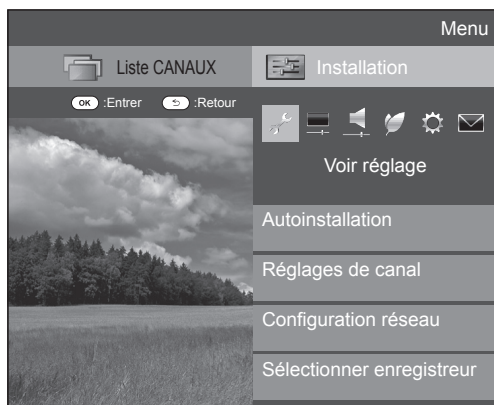 Menu
Liste CANAUX
Installation
OK :Entrer :Retour
Voir réglage
Autoinstallation
Réglages de canal
Configuration réseau
Sélectionner enregistreur